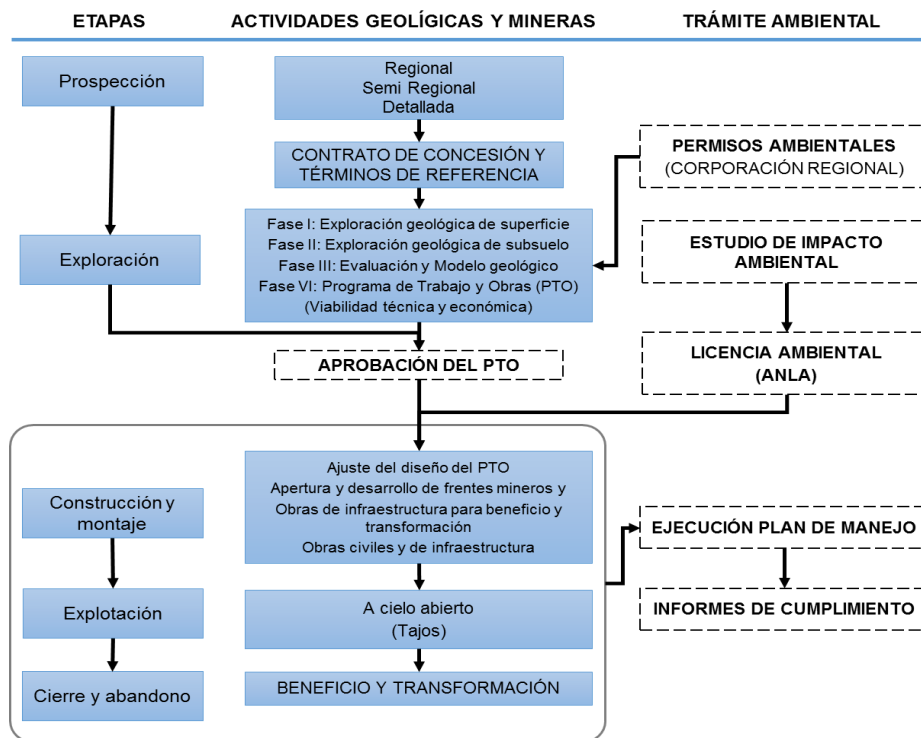 ETAPAS
ACTIVIDADES GEOLÍGICAS Y MINERAS
TRÁMITE AMBIENTAL
Prospección
Regional
Semi Regional
Detallada
CONTRATO DE CONCESIÓN Y
TÉRMINOS DE REFERENCIA
PERMISOS AMBIENTALES
(CORPORACIÓN REGIONAL)
Exploración
Fase I: Exploración geológica de superficie
Fase II: Exploración geológica de subsuelo
Fase III: Evaluación y Modelo geológico
Fase VI: Programa de Trabajo y Obras (PTO)
(Viabilidad técnica y económica)
ESTUDIO DE IMPACTO
AMBIENTAL
APROBACIÓN DEL PTO
LICENCIA AMBIENTAL
(ANLA)
Construcción y
montaje
Ajuste del diseño del PTO
Apertura y desarrollo de frentes mineros y
Obras de infraestructura para beneficio y
transformación
Obras civiles y de infraestructura
EJECUCIÓN PLAN DE MANEJO
Explotación
A cielo abierto
(Tajos)
INFORMES DE CUMPLIMIENTO
Cierre y abandono
BENEFICIO Y TRANSFORMACIÓN